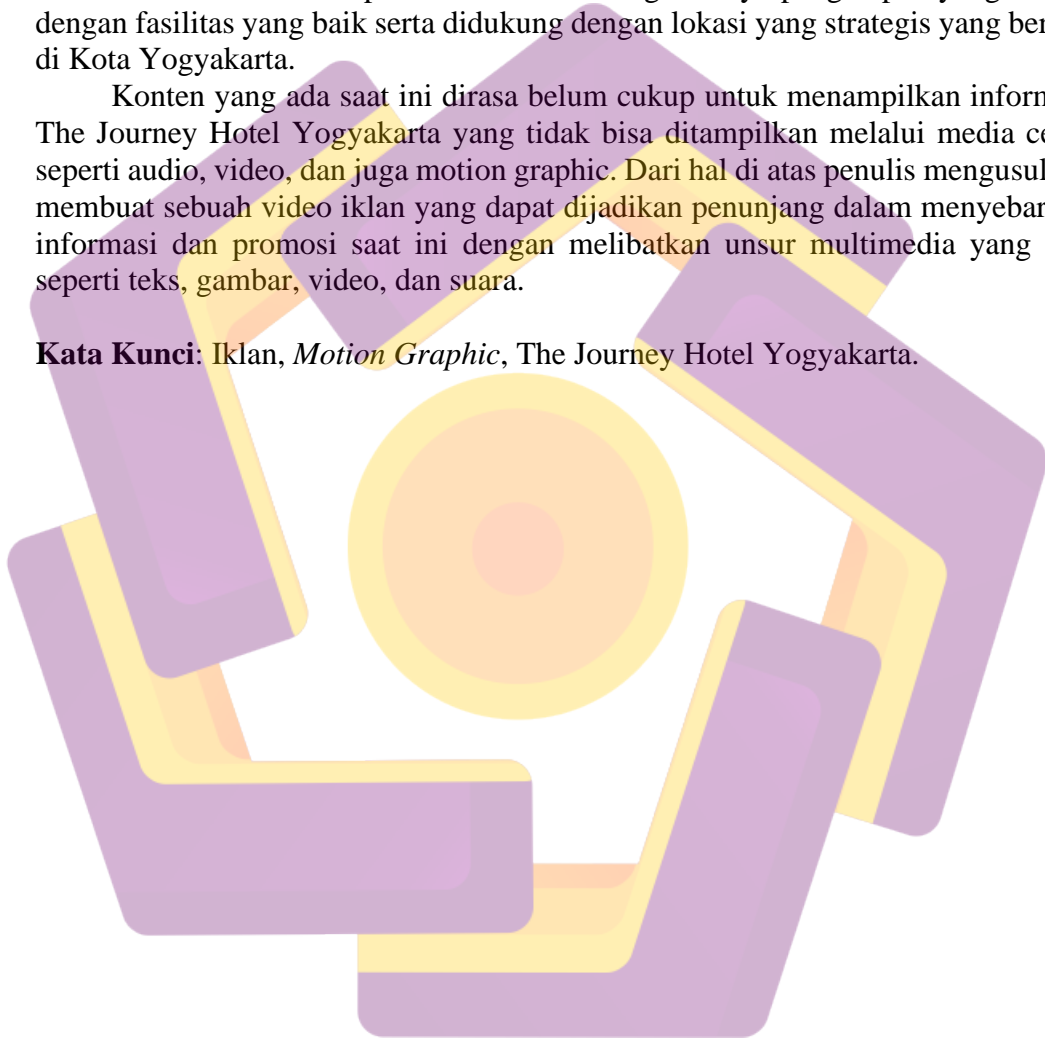 dengan fasilitas yang baik serta didukung dengan lokasi yang strategis yang ber
di Kota Yogyakarta.
Konten yang ada saat ini dirasa belum cukup untuk menampilkan inform
The Journey Hotel Yogyakarta yang tidak bisa ditampilkan melalui media ce
seperti audio, video, dan juga motion graphic. Dari hal di atas penulis mengusul
membuat sebuah video iklan yang dapat dijadikan penunjang dalam menyebar
informasi dan promosi saat ini dengan melibatkan unsur multimedia yang
seperti teks, gambar, video, dan suara.
Kata Kunci: Iklan, Motion Graphic, The Journey Hotel Yogyakarta.